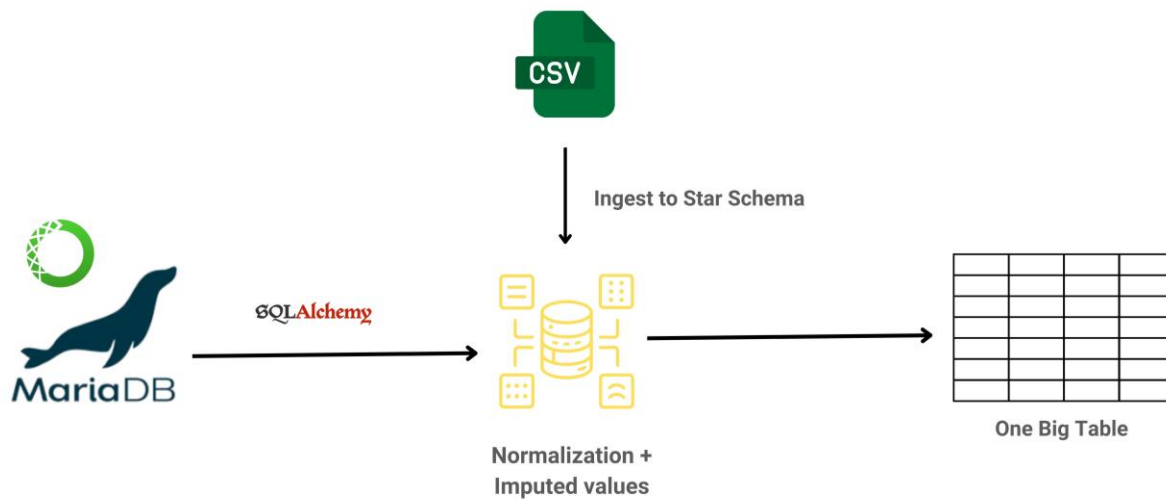 CSV
Ingest to Star Schema
SQLAlchemy
MariaDB
One Big Table
Normalization +
Imputed values